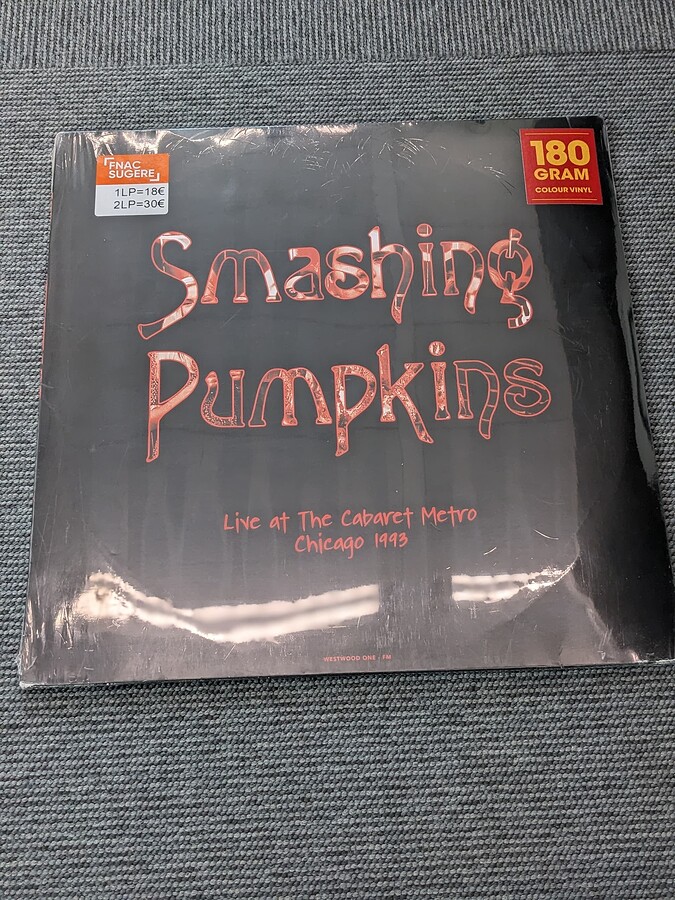 FNAC
SUGERE
1LP=18€
2LP=30€
180
GRAM
COLOUR VINYL
Smashing
Pumpkins
Live at The Cabaret Metro
Chicago 1993
WESTWOOD ONE - FM